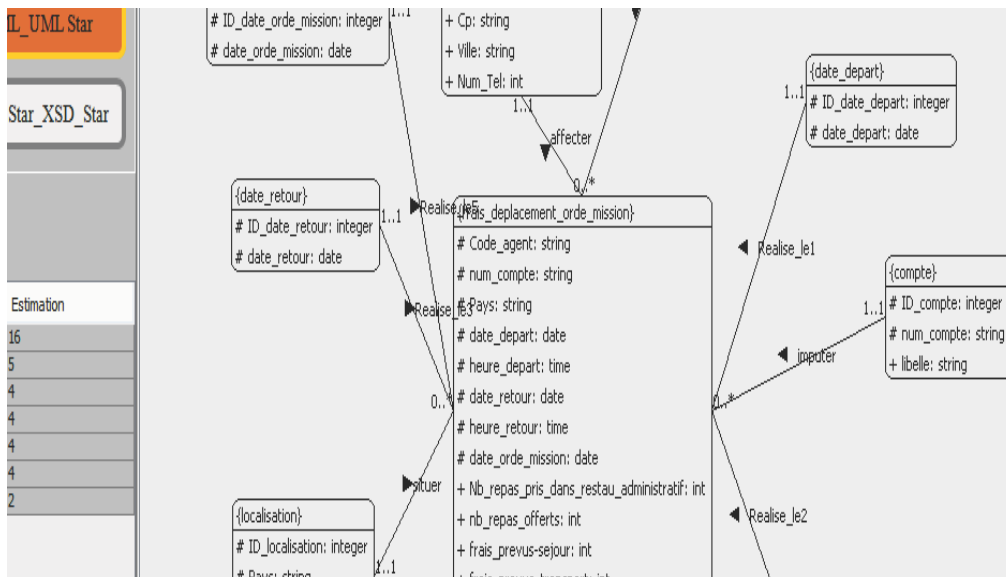 ML_UML Star
Star_XSD_Star
Estimation
16
5
4
4
4
4
2
# ID_date_orde_mission: integer
# date_orde_mission: date
1..1
+ Cp: string
+ Ville: string
+ Num_Tel: int
1..1
affecter
0..*
{date_depart}
# ID_date_depart: integer
# date_depart: date
1..1
{date_retour}
# ID_date_retour: integer
# date_retour: date
1..1
Realise_le5
Realise_le3
0..*
situer
{frais_deplacement_orde_mission}
# Code_agent: string
# num_compte: string
# Pays: string
# date_depart: date
# heure_depart: time
# date_retour: date
# heure_retour: time
# date_orde_mission: date
+ Nb_repas_pris_dans_restau_administratif: int
+ nb_repas_offerts: int
+ frais_prevus-sejour: int
Realise_le1
{compte}
# ID_compte: integer
# num_compte: string
+ libelle: string
1..1
imputer
0..*
Realise_le2
{localisation}
# ID_localisation: integer
# Pays: string
1..1